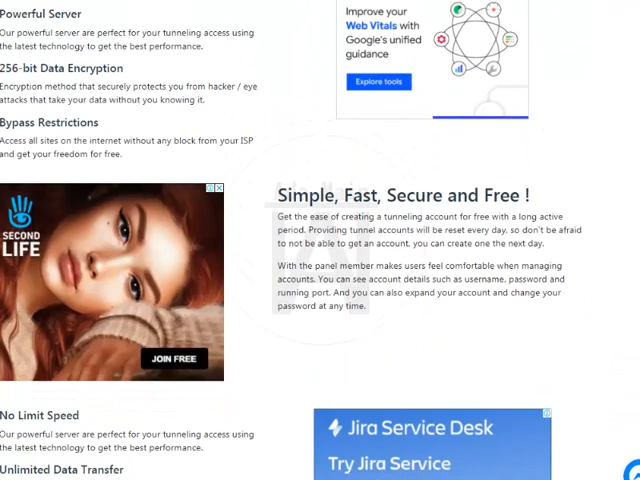 Powerful Server
Our powerful server are perfect for your tunneling access using
the latest technology to get the best performance.
256-bit Data Encryption
Encryption method that securely protects you from hacker / eye
attacks that take your data without you knowing it.
Bypass Restrictions
Access all sites on the internet without any block from your ISP
and get your freedom for free.
Improve your
Web Vitals with
Google's unified
guidance
Explore tools
SECOND
LIFE
JOIN FREE
Simple, Fast, Secure and Free !
Get the ease of creating a tunneling account for free with a long active
period. Providing tunnel accounts will be reset every day, so don't be afraid
to not be able to get an account, you can create one the next day.
With the panel member makes users feel comfortable when managing
accounts. You can see account details such as username, password and
running port. And you can also expand your account and change your
password at any time.
No Limit Speed
Our powerful server are perfect for your tunneling access using
the latest technology to get the best performance.
Unlimited Data Transfer
Jira Service Desk
Try Jira Service